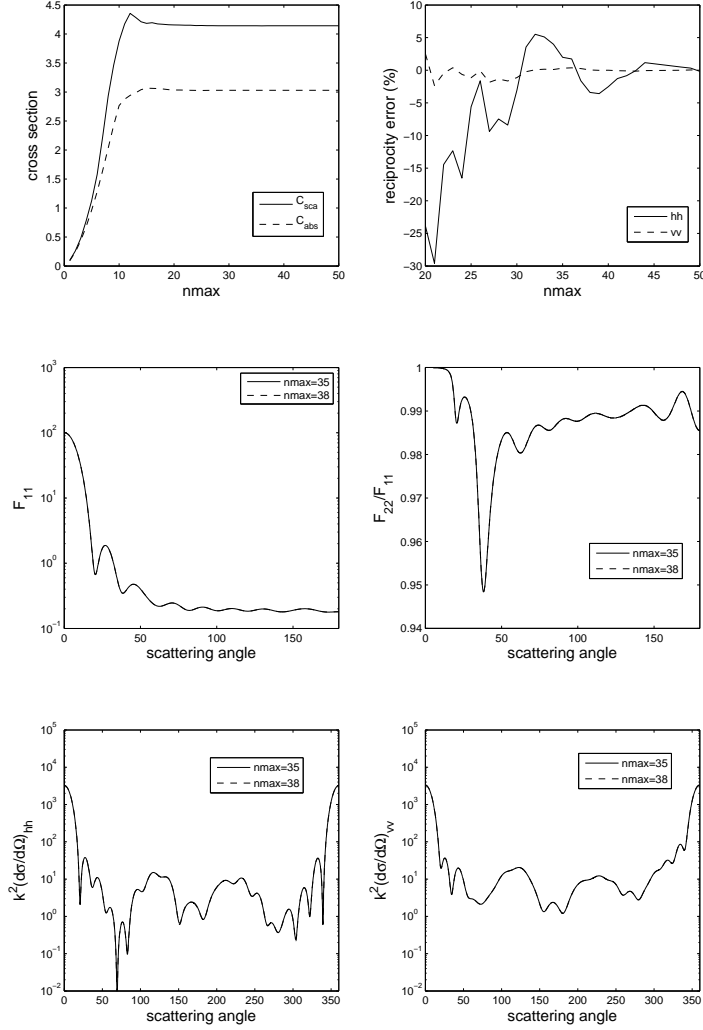 4.5
4
3.5
3
2.5
2
1.5
1
0.5
0
cross section
C_sca
C_abs
0 10 20 30 40 50
nmax
10
5
0
−5
−10
−15
−20
−25
−30
reciprocity error (%)
hh
vv
20 25 30 35 40 45 50
nmax
10^3
10^2
10^1
10^0
10^−1
F_11
nmax=35
nmax=38
0 50 100 150
scattering angle
1
0.99
0.98
0.97
0.96
0.95
0.94
F_22/F_11
nmax=35
nmax=38
0 50 100 150
scattering angle
10^5
10^4
10^3
10^2
10^1
10^0
10^−1
10^−2
k^2(dσ/dΩ)_hh
nmax=35
nmax=38
0 50 100 150 200 250 300 350
scattering angle
10^5
10^4
10^3
10^2
10^1
10^0
10^−1
10^−2
k^2(dσ/dΩ)_vv
nmax=35
nmax=38
0 50 100 150 200 250 300 350
scattering angle